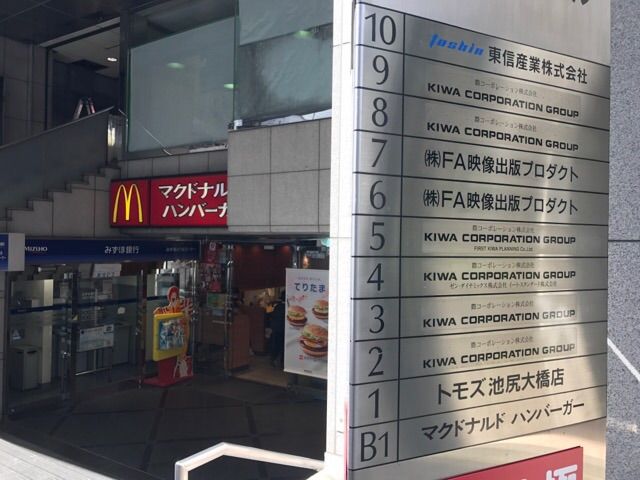 10
Toshin 東信産業株式会社
9
KIWA CORPORATION GROUP
8
KIWA CORPORATION GROUP
7
㈱FA映像出版プロダクト
6
㈱FA映像出版プロダクト
5
KIWA CORPORATION GROUP
FIRST KIWA PLANNING Co.,Ltd.
4
KIWA CORPORATION GROUP
3
KIWA CORPORATION GROUP
2
KIWA CORPORATION GROUP
1
トモズ池尻大橋店
B1
マクドナルド ハンバーガー
マクドナル
ハンバーガ
MIZUHO みずほ銀行
てりたま